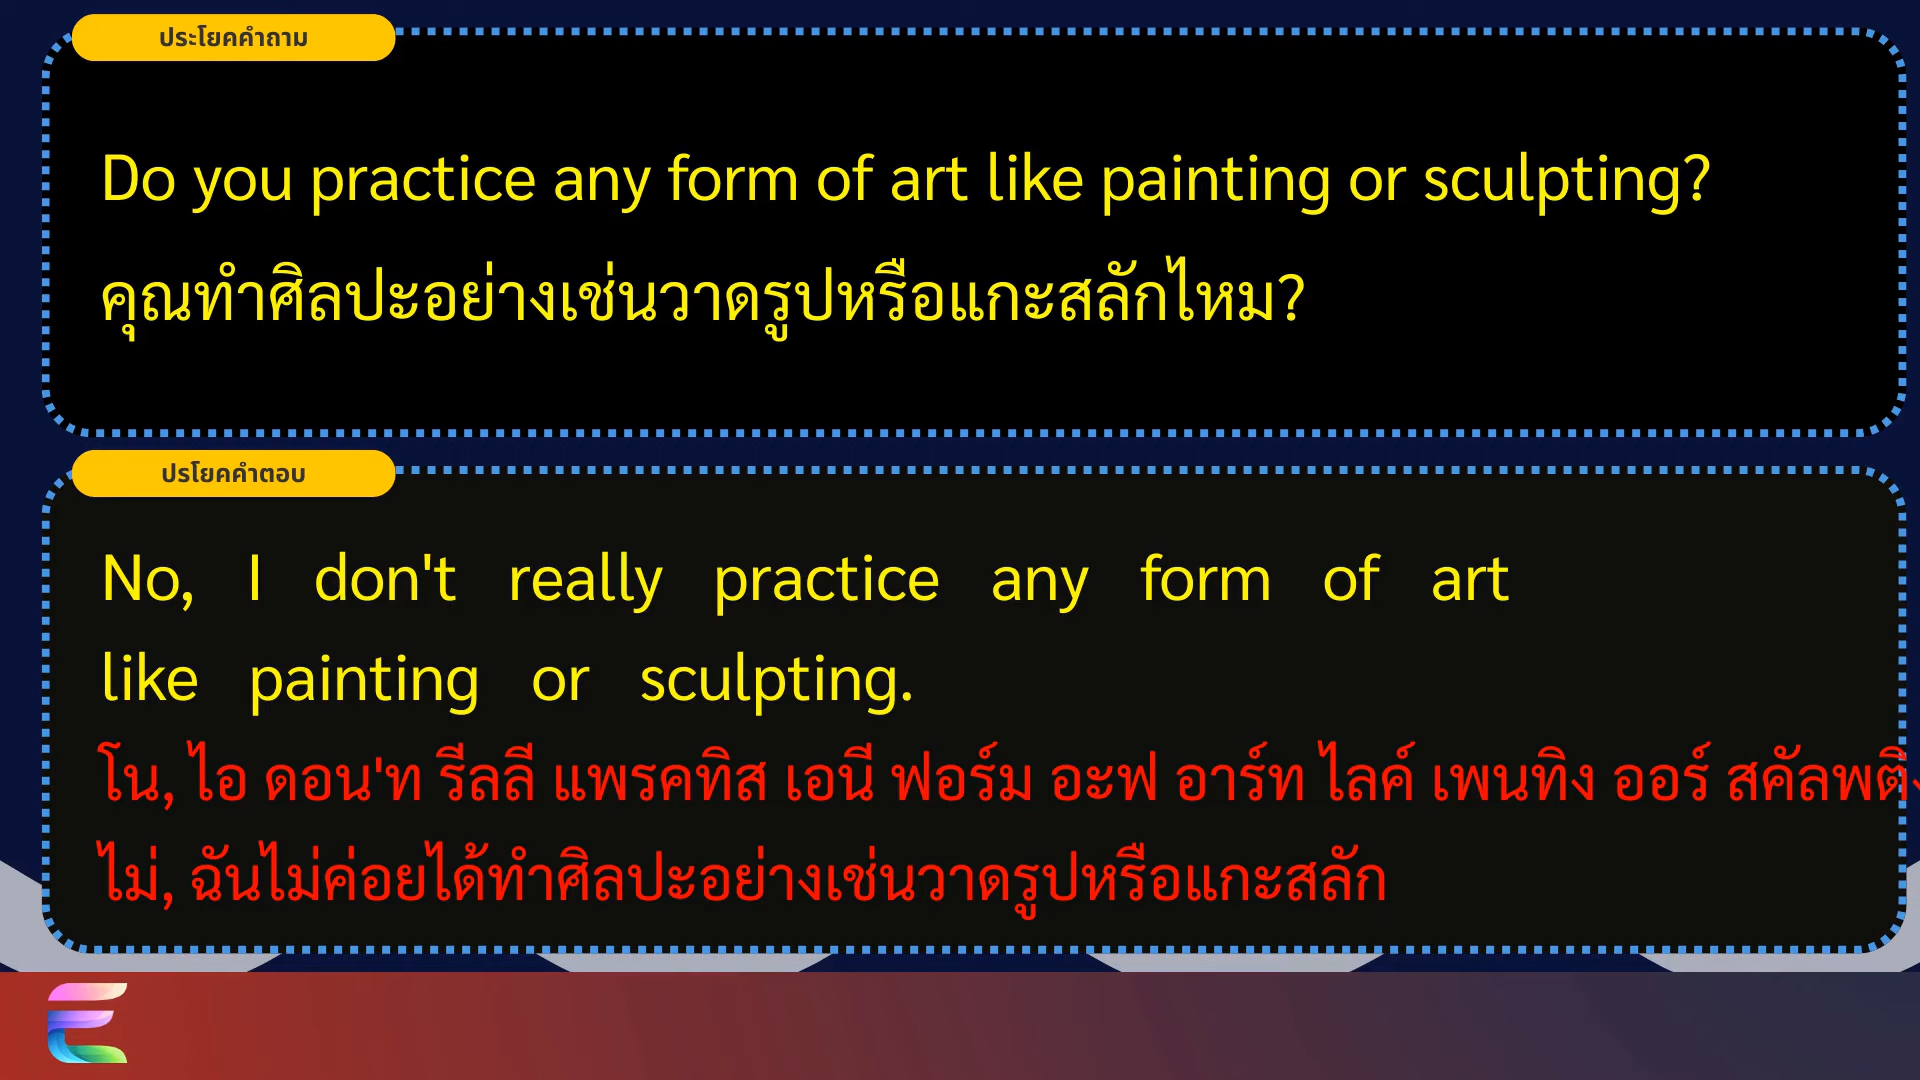 ประโยคคำถาม
Do you practice any form of art like painting or sculpting?
คุณทำศิลปะอย่างเช่นวาดรูปหรือแกะสลักไหม?
ปรโยคคำตอบ
No, I don't really practice any form of art
like painting or sculpting.
โน, ไอ ดอน'ท รีลลี แพรคทิส เอนี ฟอร์ม อะฟ อาร์ท ไลค์ เพนทิง ออร์
ไม่, ฉันไม่ค่อยได้ทำศิลปะอย่างเช่นวาดรูปหรือแกะสลัก